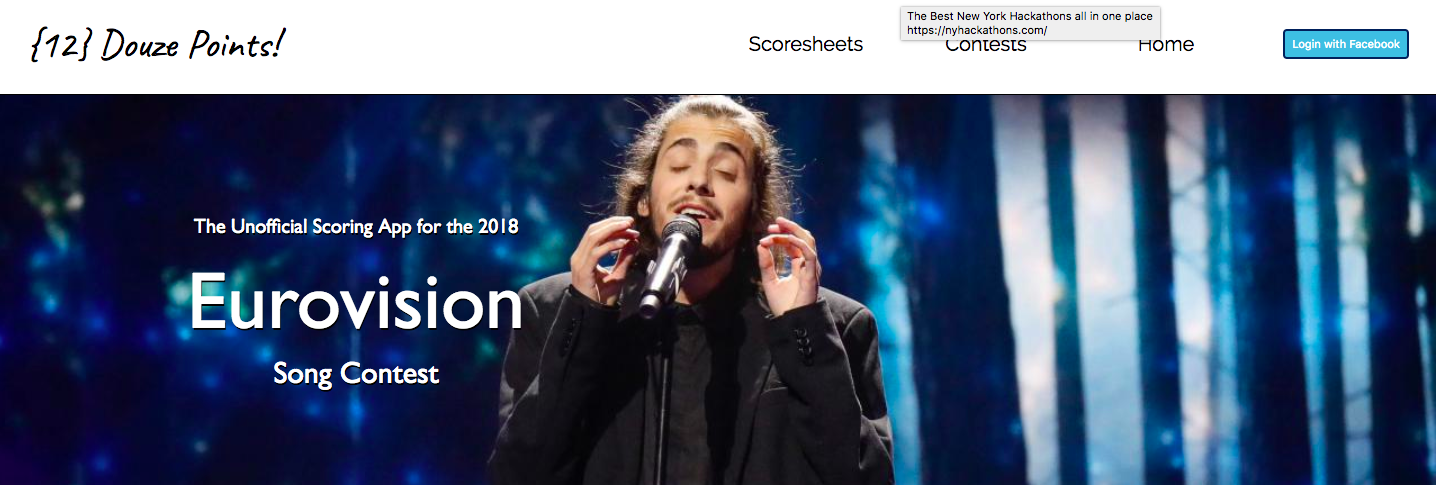 {12} Douze Points!
Scoresheets
Contests
Home
Login with Facebook
The Best New York Hackathons all in one place
https://nyhackathons.com/
The Unofficial Scoring App for the 2018
Eurovision
Song Contest